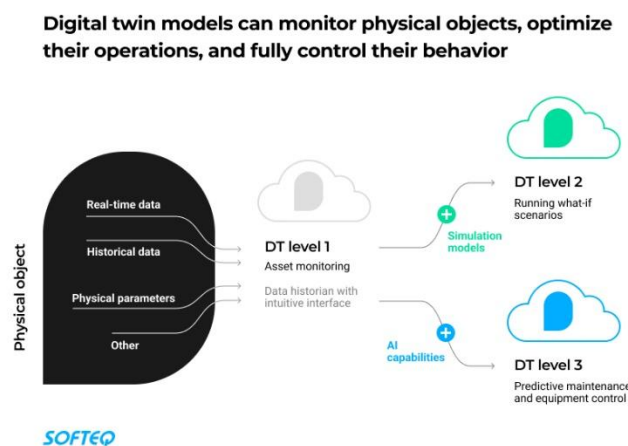 Digital twin models can monitor physical objects, optimize
their operations, and fully control their behavior
Physical object
Real-time data
Historical data
Physical parameters
Other
DT level 1
Asset monitoring
Data historian with
intuitive interface
Simulation
models
AI
capabilities
DT level 2
Running what-if
scenarios
DT level 3
Predictive maintenance
and equipment control
SOFTEQ